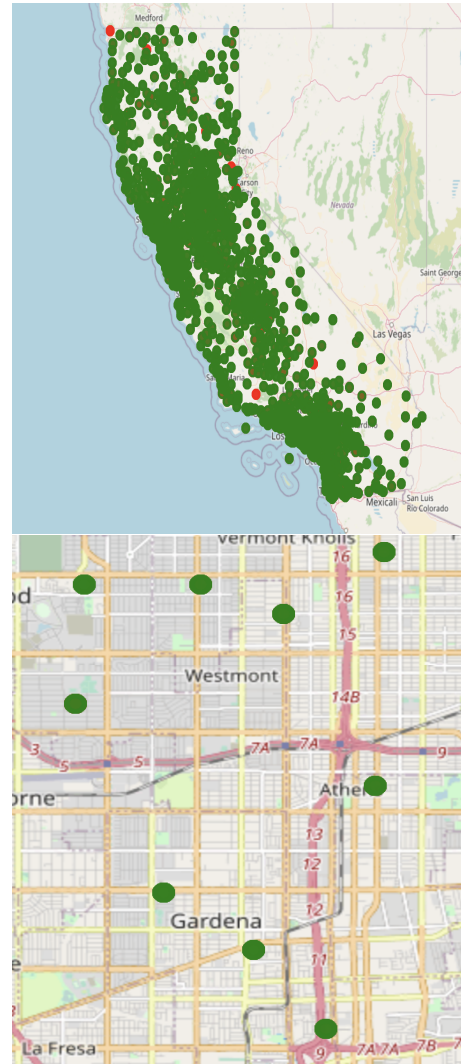 Medford
Reno
Carson
City
Nevada
Saint George
Las Vegas
Santa Maria
Los
Mexicali
San Luis
Río Colorado
Vermont Knolls
16
16
15
Westmont
14B
3
5
5
7A
7A
9
orne
13
12
12
Gardena
11
9
7A
7A
7B
La Fresa